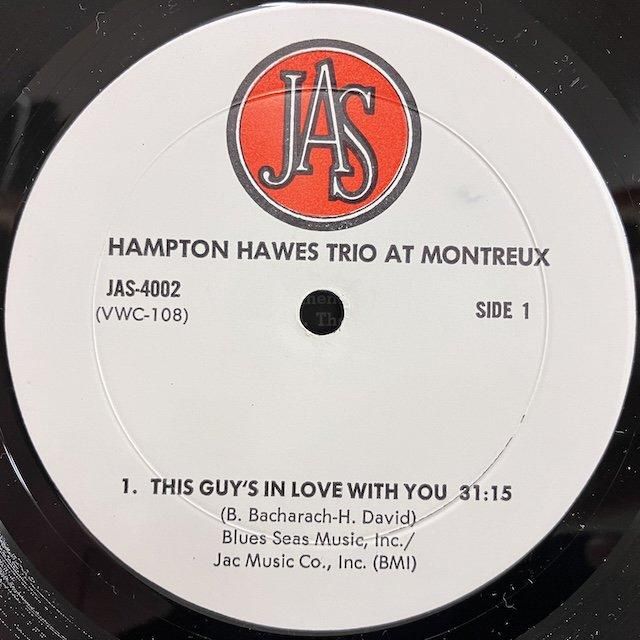 JAS
HAMPTON HAWES TRIO AT MONTREUX
JAS-4002
(VWC-108)
SIDE 1
1. THIS GUY'S IN LOVE WITH YOU 31:15
(B. Bacharach-H. David)
Blues Seas Music, Inc./
Jac Music Co., Inc. (BMI)